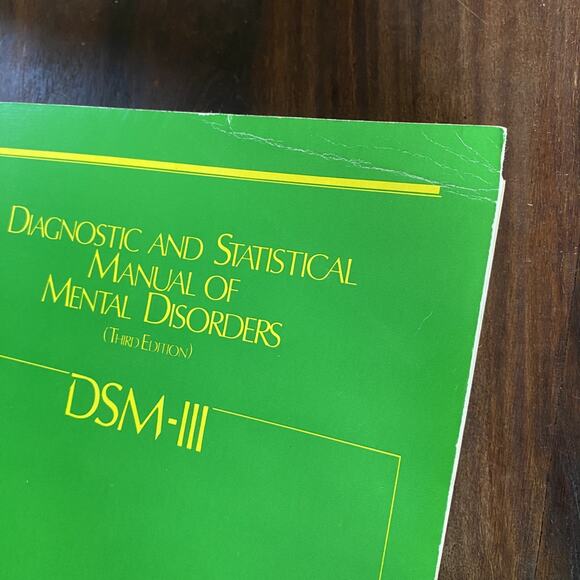 Diagnostic and Statistical
Manual of
Mental Disorders
(Third Edition)
DSM-III